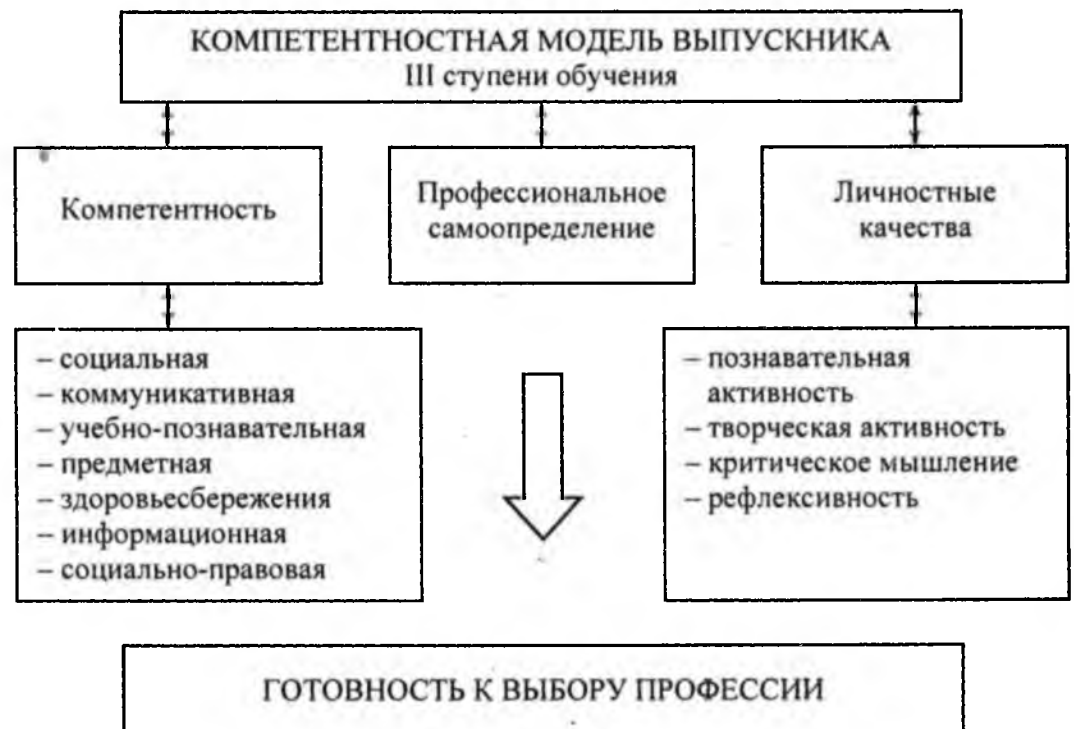 КОМПЕТЕНТНОСТНАЯ МОДЕЛЬ ВЫПУСКНИКА
III ступени обучения
Компетентность
Профессиональное
самоопределение
Личностные
качества
– социальная
– коммуникативная
– учебно-познавательная
– предметная
– здоровьесбережения
– информационная
– социально-правовая
– познавательная
активность
– творческая активность
– критическое мышление
– рефлексивность
ГОТОВНОСТЬ К ВЫБОРУ ПРОФЕССИИ